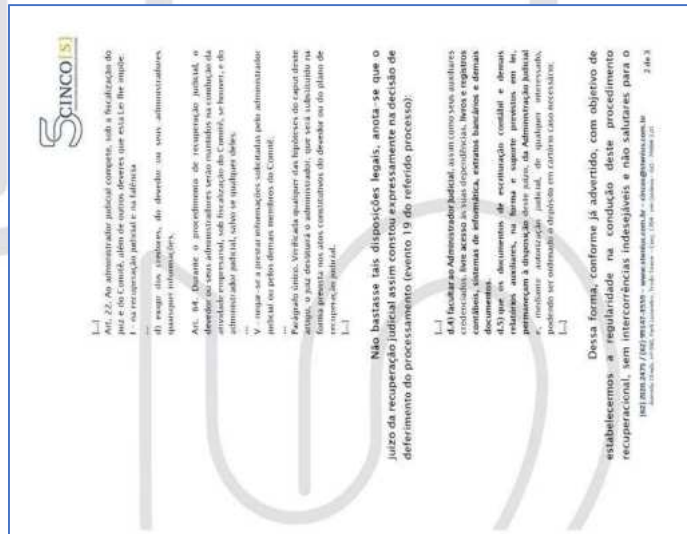 5 CINCO [S]
[...]
Art. 22. Ao administrador judicial compete, sob a fiscalização do
juiz e do Comitê, além de outros deveres que esta Lei lhe impõe:
I – na recuperação judicial e na falência
...
d) exigir dos credores, do devedor ou seus administradores
quaisquer informações;
Art. 64. Durante o procedimento de recuperação judicial, o
devedor ou seus administradores serão mantidos na condução da
atividade empresarial, sob fiscalização do Comitê, se houver, e do
administrador judicial, salvo se qualquer deles:
...
V – negar-se a prestar informações solicitadas pelo administrador
judicial ou pelos demais membros do Comitê;
...
Parágrafo único. Verificada qualquer das hipóteses do caput deste
artigo, o juiz destituirá o administrador, que será substituído na
forma prevista nos atos constitutivos do devedor ou do plano de
recuperação judicial.
[...]
Não bastasse tais disposições legais, anota-se que o
juízo da recuperação judicial assim constou expressamente na decisão de
deferimento do processamento (evento 19 do referido processo):
[...]
d.4) facultar ao Administrador Judicial, assim como seus auxiliares
credenciados, livre acesso às suas dependências, livros e registros
contábeis, sistemas de informática, extratos bancários e demais
documentos.
d.5) que os documentos de escrituração contábil e demais
relatórios auxiliares, na forma e suporte previstos em lei,
permaneçam à disposição deste juízo, da Administração Judicial
e, mediante autorização judicial, de qualquer interessado,
podendo ser ordenado o depósito em cartório caso necessário;
[...]
Dessa forma, conforme já advertido, com objetivo de
estabelecermos a regularidade na condução deste procedimento
recuperacional, sem intercorrências indesejáveis e não salutares para o
2 de 3